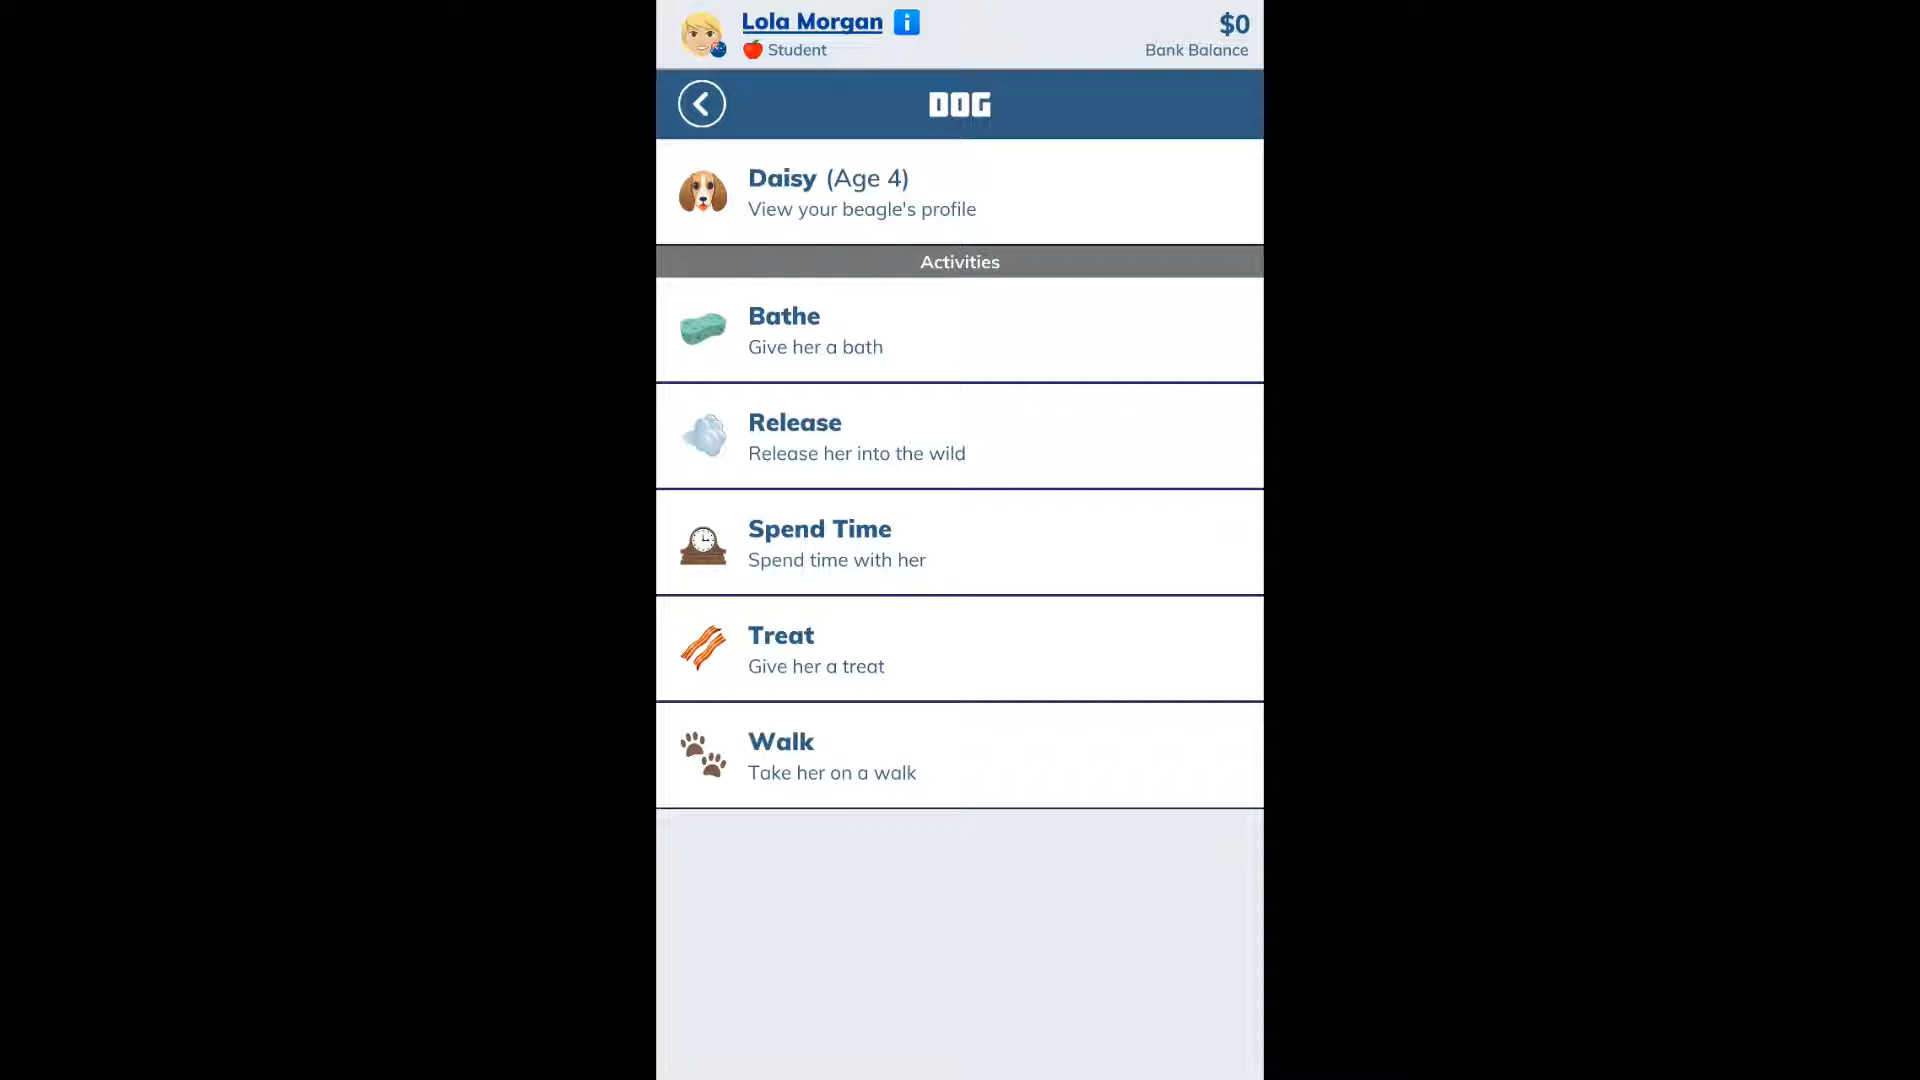 Lola Morgan
Student
$0
Bank Balance
DOG
Daisy (Age 4)
View your beagle's profile
Activities
Bathe
Give her a bath
Release
Release her into the wild
Spend Time
Spend time with her
Treat
Give her a treat
Walk
Take her on a walk